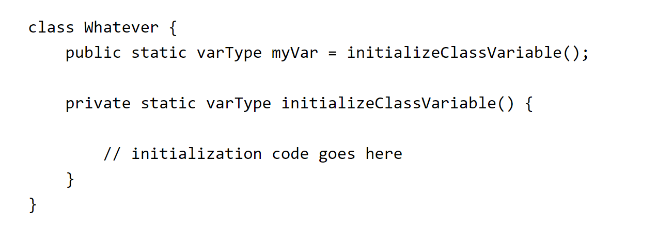 class Whatever {
    public static varType myVar = initializeClassVariable();
    private static varType initializeClassVariable() {
        // initialization code goes here
    }
}